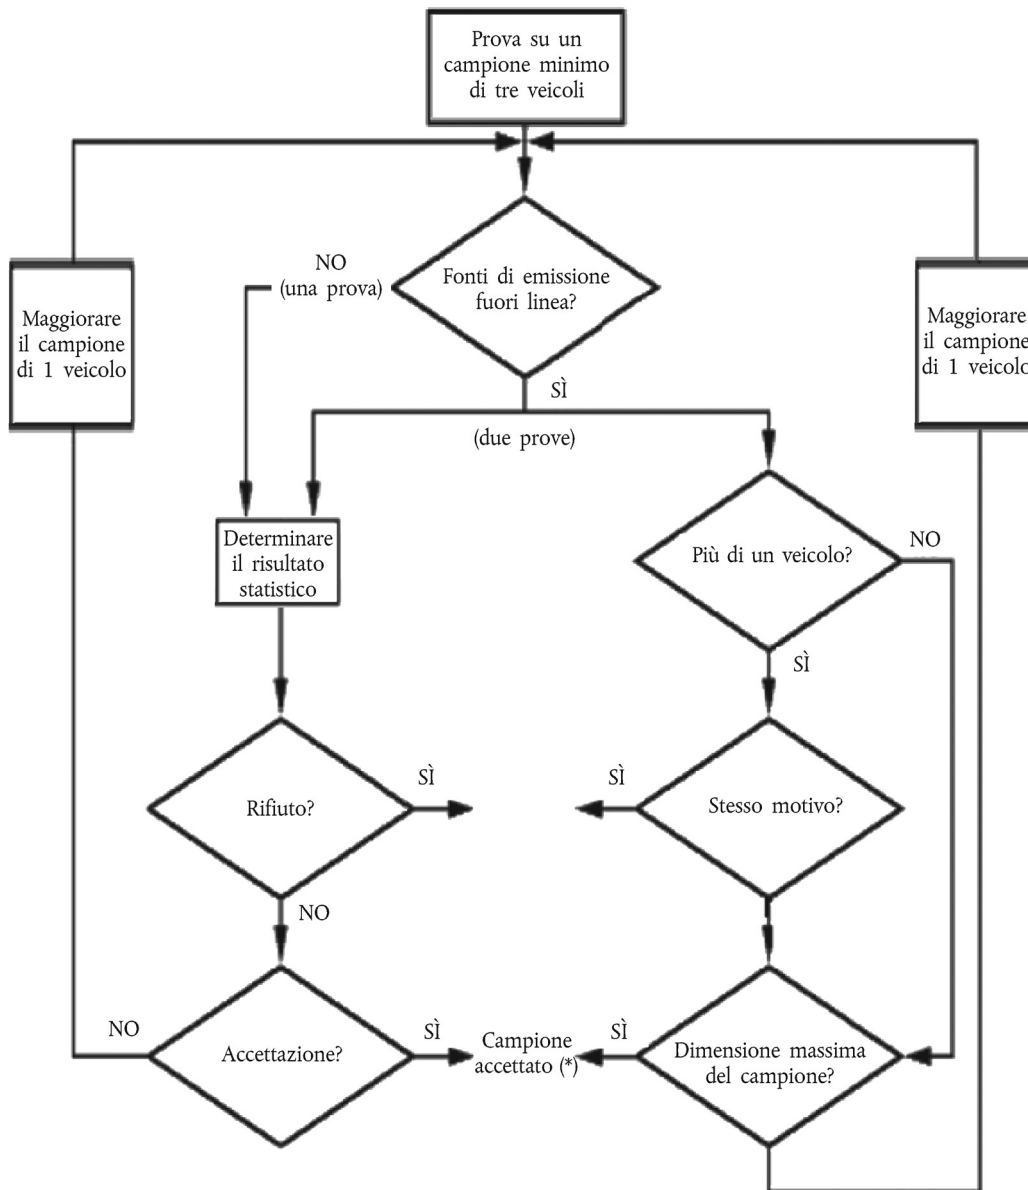 Prova su un
campione minimo
di tre veicoli
NO
(una prova)
Fonti di emissione
fuori linea?
Maggiorare
il campione
di 1 veicolo
Maggiorare
il campione
di 1 veicolo
SÌ
(due prove)
Determinare
il risultato
statistico
Più di un veicolo?
NO
SÌ
Rifiuto?
SÌ
SÌ
Stesso motivo?
NO
Accettazione?
NO
SÌ
Campione
accettato (*)
SÌ
Dimensione massima
del campione?